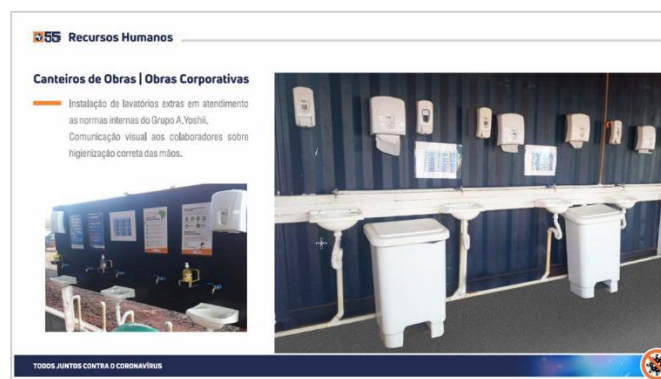 55 Recursos Humanos
Canteiros de Obras | Obras Corporativas
Instalação de lavatórios extras em atendimento
as normas internas do Grupo A.Yoshii.
Comunicação visual aos colaboradores sobre
higienização correta das mãos.
TODOS JUNTOS CONTRA O CORONAVÍRUS